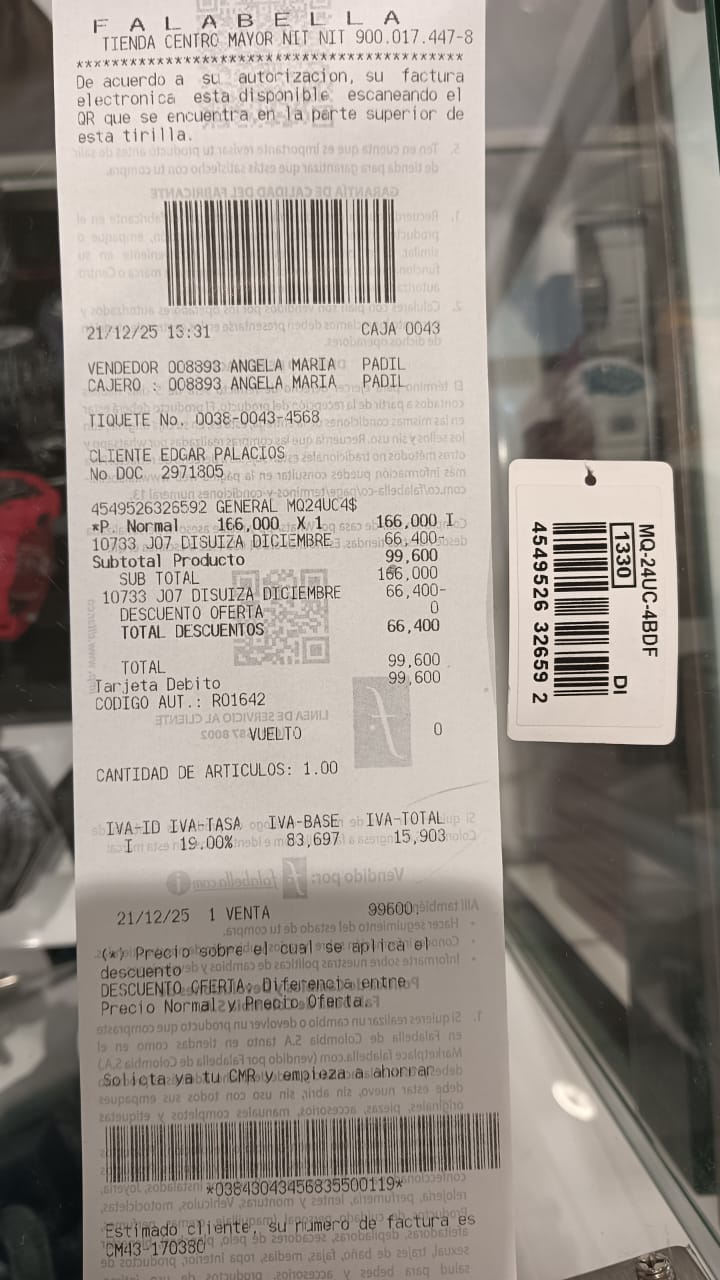 F A L A B E L L A
TIENDA CENTRO MAYOR NIT NIT 900.017.447-8
*******************************************
De acuerdo a su autorizacion, su factura
electronica esta disponible escaneando el
QR que se encuentra en la parte superior de
esta tirilla.
21/12/25 13:31 CAJA 0043
VENDEDOR 008893 ANGELA MARIA PADIL
CAJERO : 008893 ANGELA MARIA PADIL
TIQUETE No. 0038-0043-4568
CLIENTE EDGAR PALACIOS
No DOC 2971805
4549526326592 GENERAL MQ24UC4$
*P. Normal 166,000 X 1 166,000 I
10733 J07 DISUIZA DICIEMBRE 66,400-
Subtotal Producto 99,600
SUB TOTAL 166,000
10733 J07 DISUIZA DICIEMBRE 66,400-
DESCUENTO OFERTA 0
TOTAL DESCUENTOS 66,400
TOTAL 99,600
Tarjeta Debito 99,600
CODIGO AUT.: R01642
VUELTO 0
CANTIDAD DE ARTICULOS: 1.00
IVA-ID IVA-TASA IVA-BASE IVA-TOTAL
I 19.00% 83,697 15,903
21/12/25 1 VENTA 99600
(*) Precio sobre el cual se aplica el
descuento
DESCUENTO OFERTA: Diferencia entre
Precio Normal y Precio Oferta.
Solicta ya tu CMR y empieza a ahorrar
*03843043456835500119*
Estimado cliente, su numero de factura es
CM43-170380
MQ-24UC-4BDF
1330 DI
4549526 32659 2